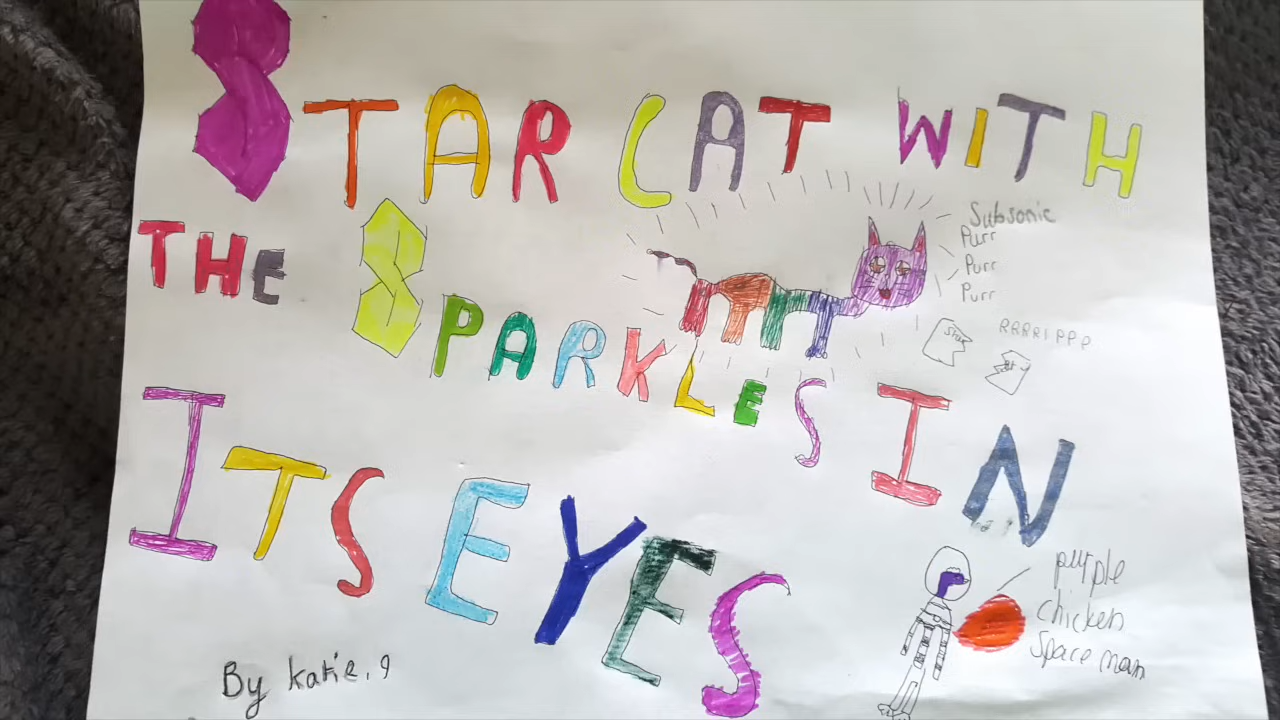 STAR CAT WITH
THE SPARKLES IN
ITS EYES
Subsonic
Purr
Purr
Purr
RRRRIPPP
purple
chicken
space man
By katie, 9